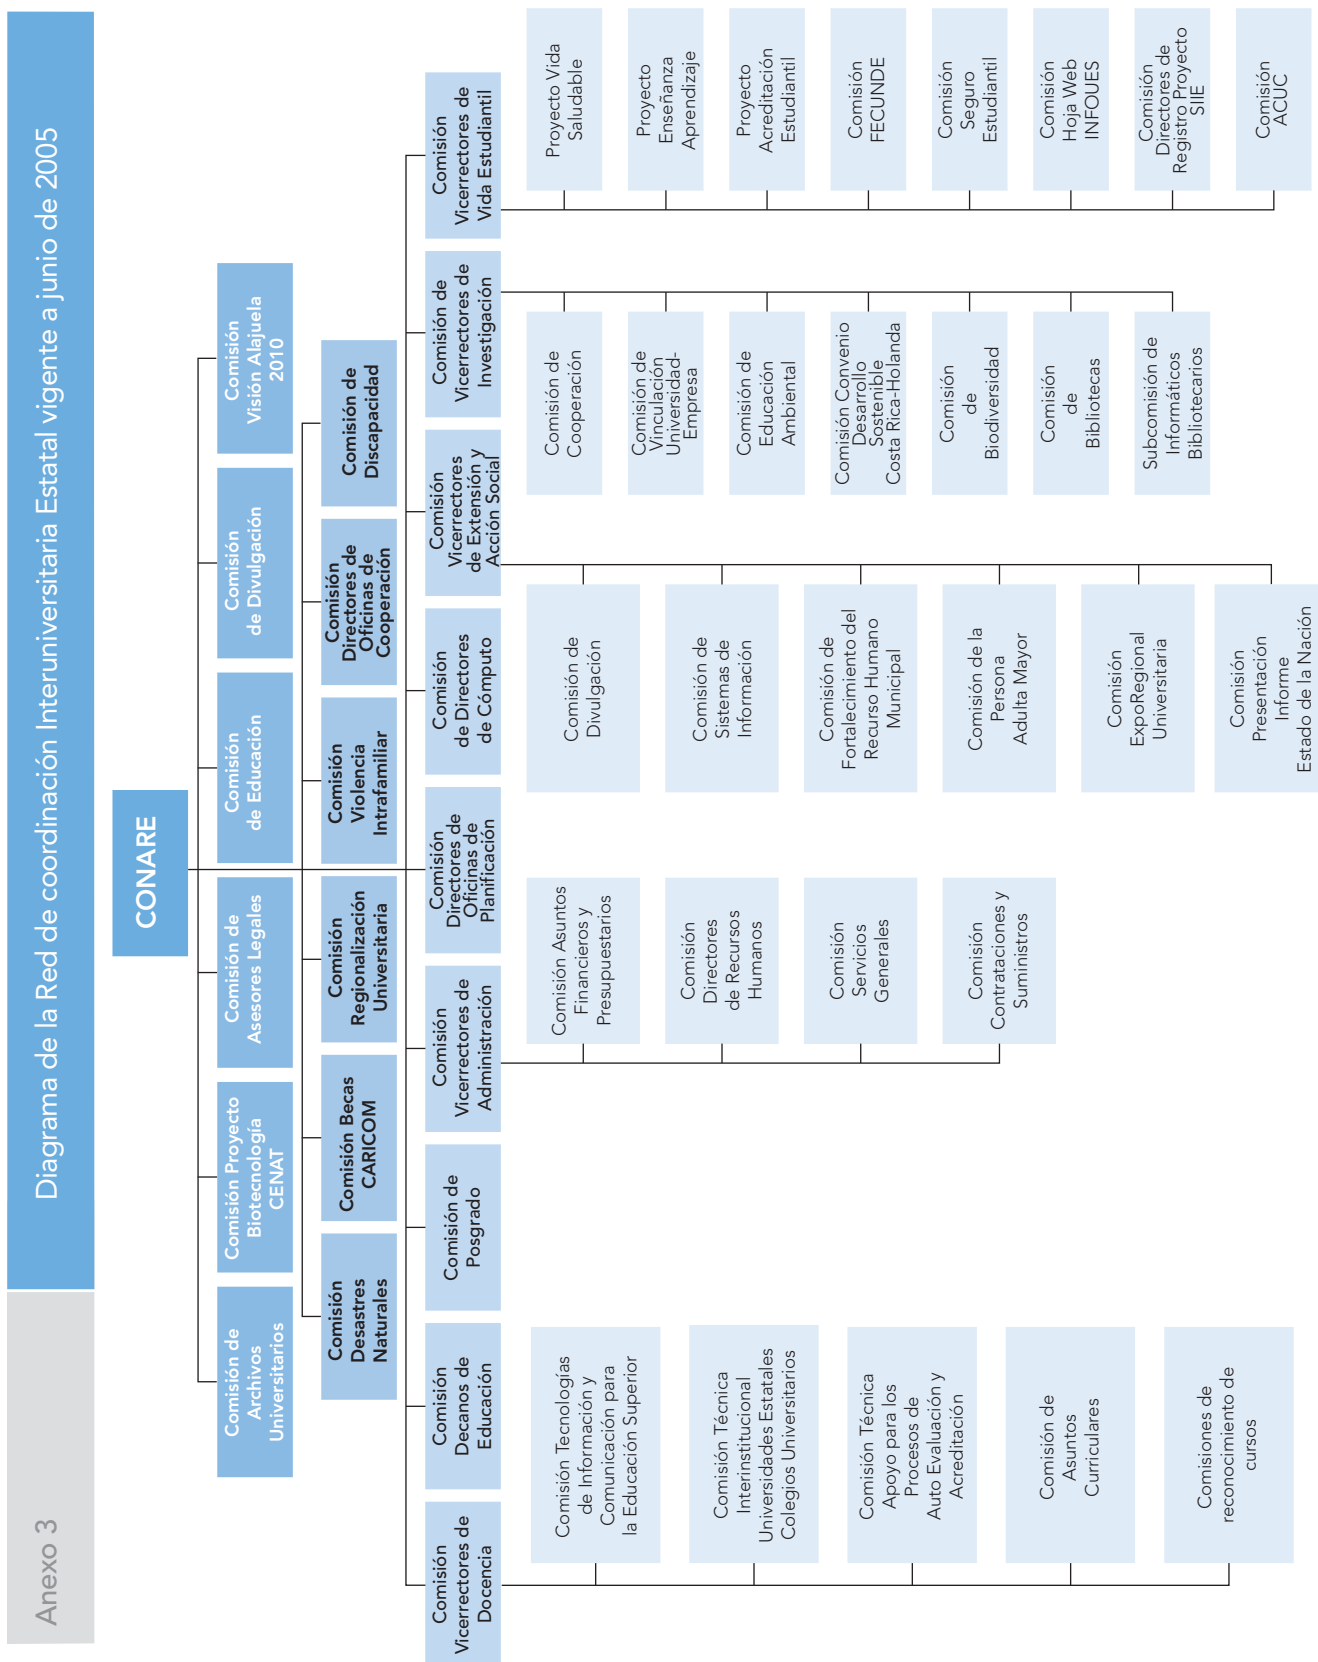 Anexo 3
Diagrama de la Red de coordinación Interuniversitaria Estatal vigente a junio de 2005
CONARE
Comisión de
Archivos
Universitarios
Comisión Proyecto
Biotecnología
CENAT
Comisión de
Asesores Legales
Comisión
de Educación
Comisión
de Divulgación
Comisión
Visión Alajuela
2010
Comisión
Desastres
Naturales
Comisión Becas
CARICOM
Comisión
Regionalización
Universitaria
Comisión
Violencia
Intrafamiliar
Comisión
Directores de
Oficinas de
Cooperación
Comisión de
Discapacidad
Comisión
Vicerrectores de
Docencia
Comisión
Decanos de
Educación
Comisión de
Posgrado
Comisión
Vicerrectores de
Administración
Comisión
Directores de
Oficinas de
Planificación
Comisión
de Directores
de Cómputo
Comisión
Vicerrectores
de Extensión y
Acción Social
Comisión de
Vicerrectores de
Investigación
Comisión
Vicerrectores de
Vida Estudiantil
Comisión Tecnologías
de Información y
Comunicación para
la Educación Superior
Comisión Técnica
Interinstitucional
Universidades Estatales
Colegios Universitarios
Comisión Técnica
Apoyo para los
Procesos de
Auto Evaluación y
Acreditación
Comisión de
Asuntos
Curriculares
Comisiones de
reconocimiento de
cursos
Comisión Asuntos
Financieros y
Presupuestarios
Comisión
Directores
de Recursos
Humanos
Comisión
Servicios
Generales
Comisión
Contrataciones y
Suministros
Comisión de
Divulgación
Comisión de
Sistemas de
Información
Comisión de
Fortalecimiento del
Recurso Humano
Municipal
Comisión de la
Persona
Adulta Mayor
Comisión
ExpoRegional
Universitaria
Comisión
Presentación
Informe
Estado de la Nación
Comisión de
Cooperación
Comisión de
Vinculación
Universidad-
Empresa
Comisión de
Educación
Ambiental
Comisión Convenio
Desarrollo
Sostenible
Costa Rica-Holanda
Comisión
de
Biodiversidad
Comisión
de
Bibliotecas
Subcomisión de
Informáticos
Bibliotecarios
Proyecto Vida
Saludable
Proyecto
Enseñanza
Aprendizaje
Proyecto
Acreditación
Estudiantil
Comisión
FECUNDE
Comisión
Seguro
Estudiantil
Comisión
Hoja Web
INFOUES
Comisión
Directores de
Registro Proyecto
SIIE
Comisión
ACUC